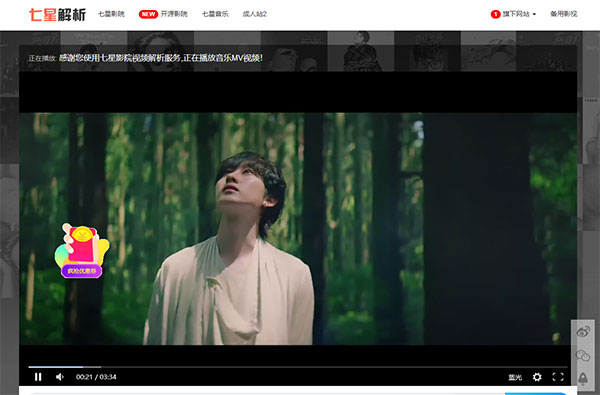 七星解析
七星影院
NEW 开源影院
七星音乐
成人站2
1 旗下网站
备用影视
正在播放: 感谢您使用七星影院视频解析服务,正在播放音乐MV视频!
疯抢优惠券
00:21 / 03:34
蓝光